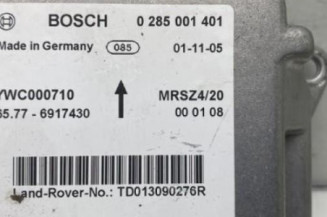 BOSCH 0 285 001 401
Made in Germany 085 01-11-05
YWC000710 MRSZ4/20
65.77 - 6917430 00 01 08
Land-Rover-No.: TD013090276R